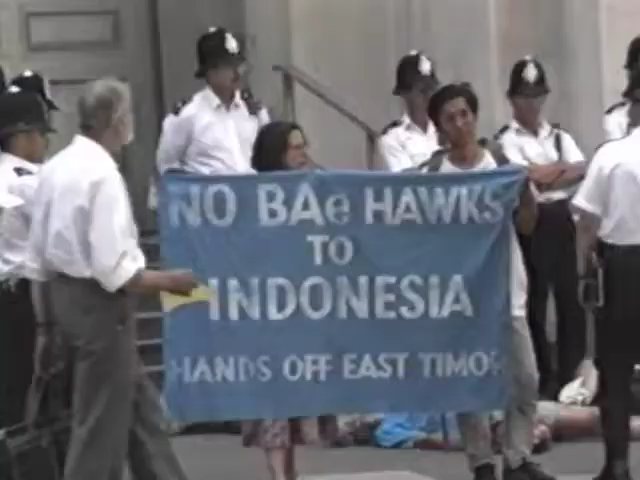 NO BAe HAWKS
TO
INDONESIA
HANDS OFF EAST TIMOR